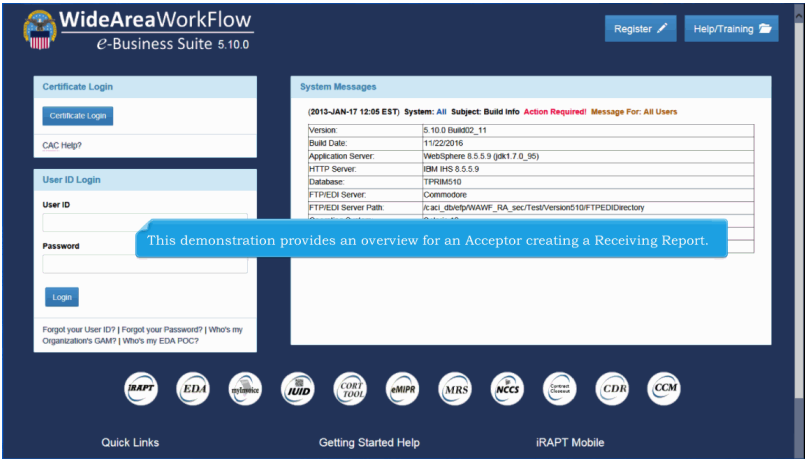 WideAreaWorkFlow
e-Business Suite 5.10.0
Register
Help/Training
Certificate Login
Certificate Login
CAC Help?
User ID Login
User ID
Password
Login
Forgot your User ID? | Forgot your Password? | Who's my
Organization's GAM? | Who's my EDA POC?
System Messages
(2013-JAN-17 12:05 EST) System: All Subject: Build Info Action Required! Message For: All Users
Version: 5.10.0 Build02_11
Build Date: 11/22/2016
Application Server: WebSphere 8.5.5.9 (jdk1.7.0_95)
HTTP Server: IBM IHS 8.5.5.9
Database: TPRIM510
FTP/EDI Server: Commodore
FTP/EDI Server Path: /caci_db/efp/WAWF_RA_sec/Test/Version510/FTPEDIDirectory
This demonstration provides an overview for an Acceptor creating a Receiving Report.
iRAPT
EDA
myInvoice
IUID
CORT
TOOL
eMIPR
MRS
NCCS
Contract
Closeout
CDR
CCM
Quick Links
Getting Started Help
iRAPT Mobile